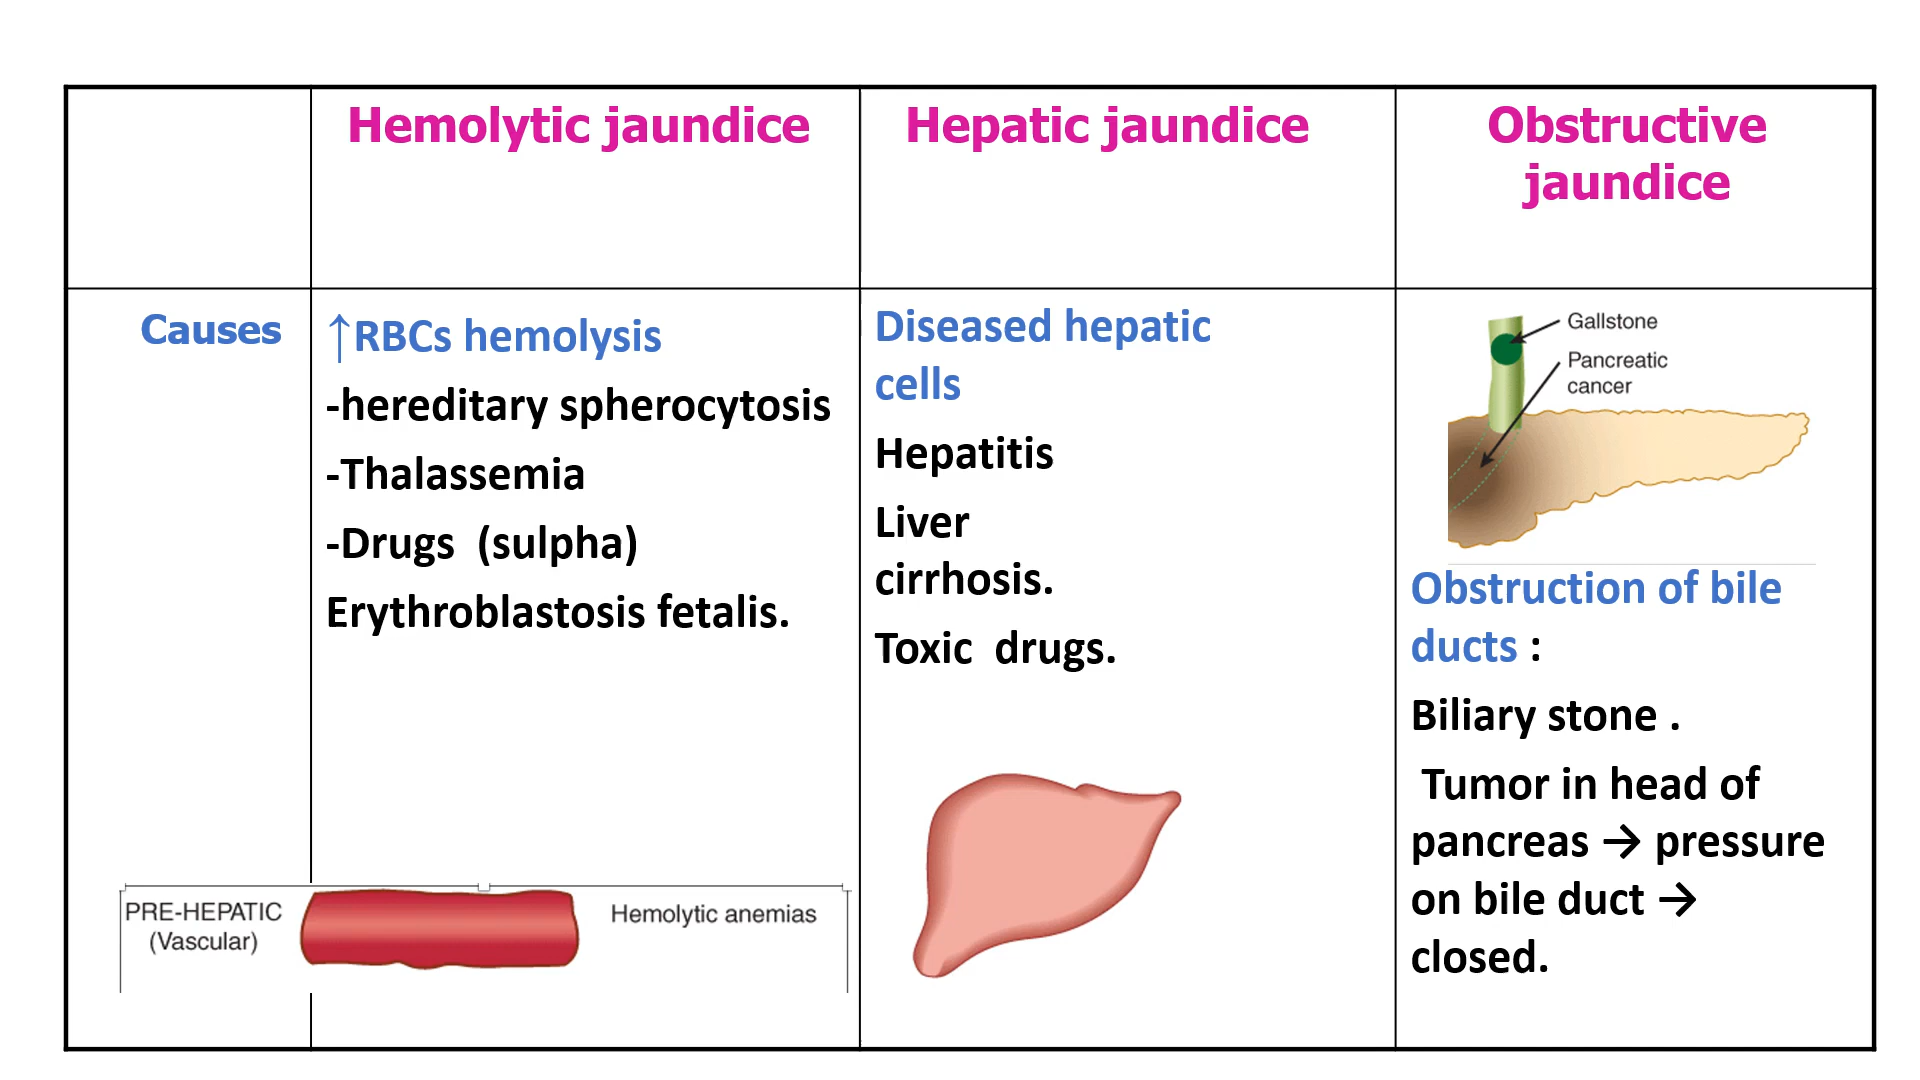 Hemolytic jaundice
Hepatic jaundice
Obstructive
jaundice
Causes
↑RBCs hemolysis
-hereditary spherocytosis
-Thalassemia
-Drugs  (sulpha)
Erythroblastosis fetalis.
PRE-HEPATIC
(Vascular)
Hemolytic anemias
Diseased hepatic
cells
Hepatitis
Liver
cirrhosis.
Toxic  drugs.
Gallstone
Pancreatic
cancer
Obstruction of bile
ducts :
Biliary stone .
Tumor in head of
pancreas → pressure
on bile duct →
closed.